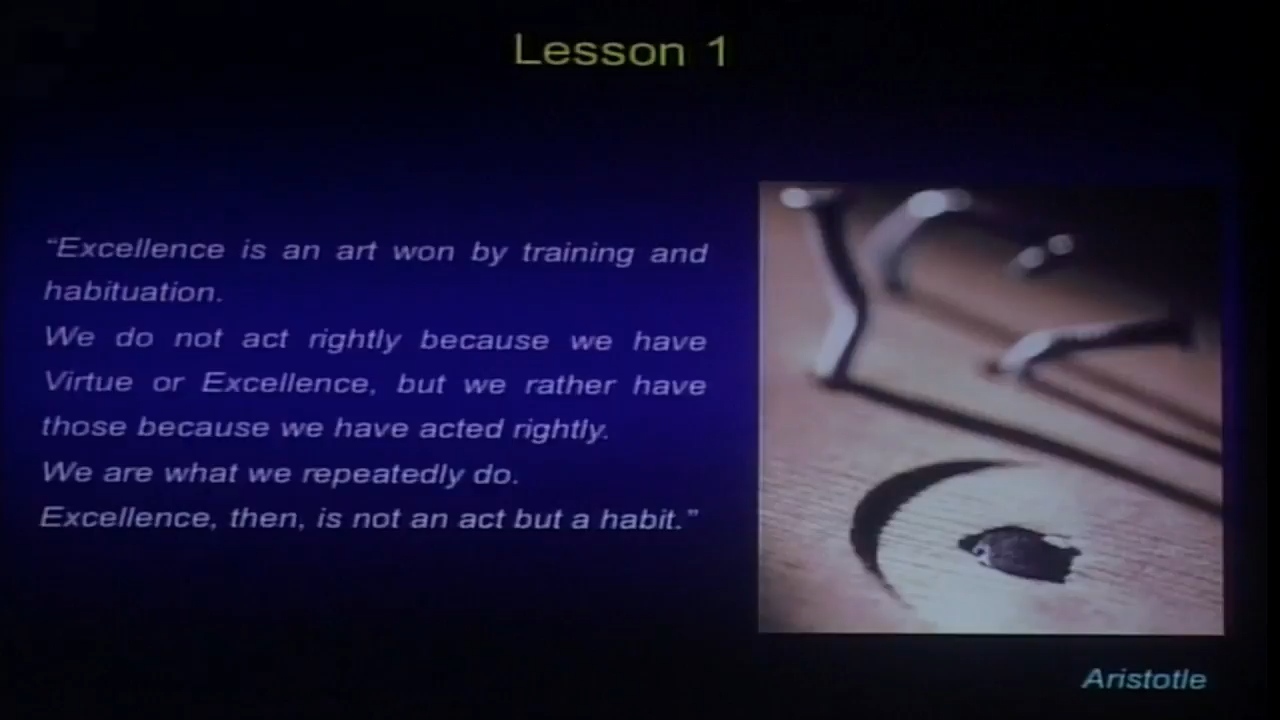 Lesson 1
“Excellence is an art won by training and
habituation.
We do not act rightly because we have
Virtue or Excellence, but we rather have
those because we have acted rightly.
We are what we repeatedly do.
Excellence, then, is not an act but a habit.”
Aristotle